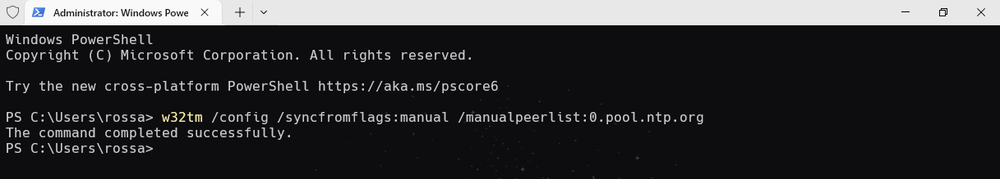 Administrator: Windows Powe
Windows PowerShell
Copyright (C) Microsoft Corporation. All rights reserved.
Try the new cross-platform PowerShell https://aka.ms/pscore6
PS C:\Users\rossa> w32tm /config /syncfromflags:manual /manualpeerlist:0.pool.ntp.org
The command completed successfully.
PS C:\Users\rossa>